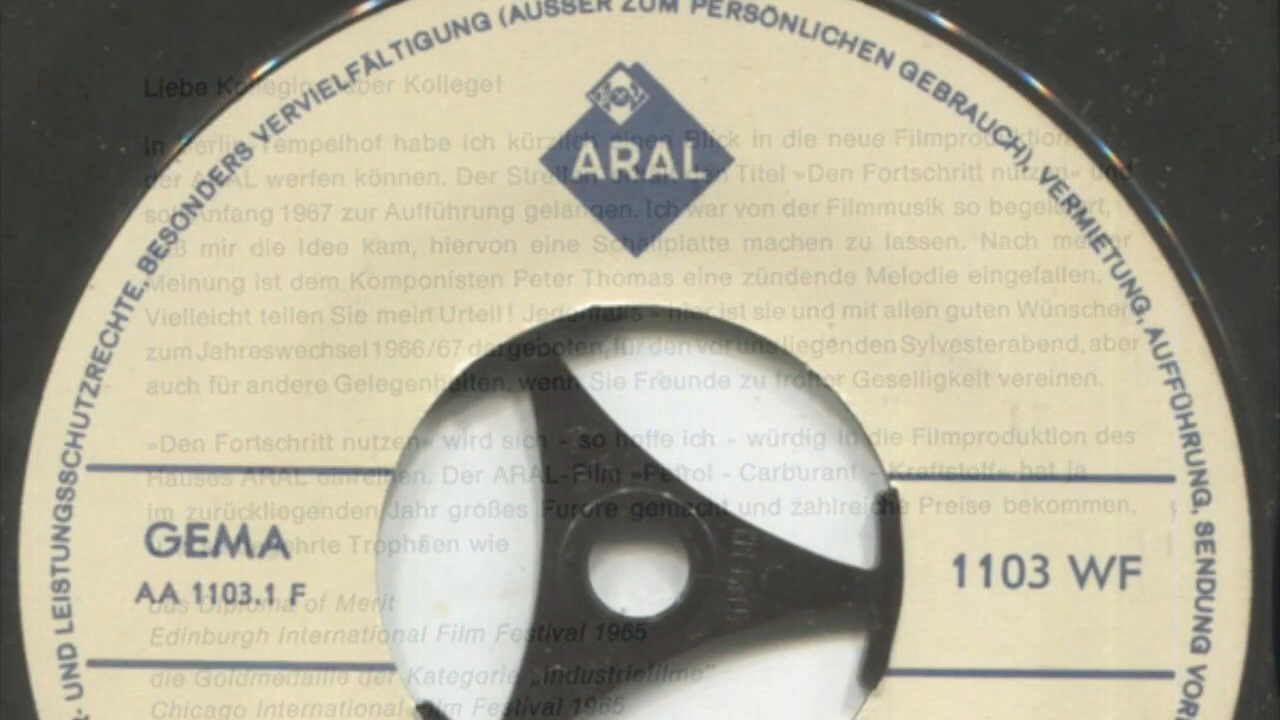 - UND LEISTUNGSSCHUTZRECHTE, BESONDERS VERVIELFÄLTIGUNG (AUSSER ZUM PERSÖNLICHEN GEBRAUCH), VERMIETUNG, AUFFÜHRUNG, SENDUNG VOR
ARAL
Liebe Kollegin, lieber Kollege!
In Berlin-Tempelhof habe ich kürzlich einen Blick in die neue Filmproduktion
der ARAL werfen können. Der Streifen Titel »Den Fortschritt nutzen« und
soll Anfang 1967 zur Aufführung gelangen. Ich war von der Filmmusik so begeistert,
daß mir die Idee kam, hiervon eine Schallplatte machen zu lassen. Nach meiner
Meinung ist dem Komponisten Peter Thomas eine zündende Melodie eingefallen.
Vielleicht teilen Sie mein Urteil! Jedenfalls - hier ist sie und mit allen guten Wünschen
zum Jahreswechsel 1966/67 dargeboten, für den vor uns liegenden Sylvesterabend, aber
auch für andere Gelegenheiten, wenn Sie Freunde zu froher Geselligkeit vereinen.
»Den Fortschritt nutzen« wird sich - so hoffe ich - würdig in die Filmproduktion des
Hauses ARAL einreihen. Der ARAL-Film »Petrol - Carburant - Kraftstoff« hat ja
im zurückliegenden Jahr großes Furore gemacht und zahlreiche Preise bekommen,
Trophäen wie
das Diploma of Merit
Edinburgh International Film Festival 1965
die Goldmedaille der Kategorie „Industriefilme"
Chicago International Film Festival 1965
GEMA
AA 1103.1 F
1103 WF